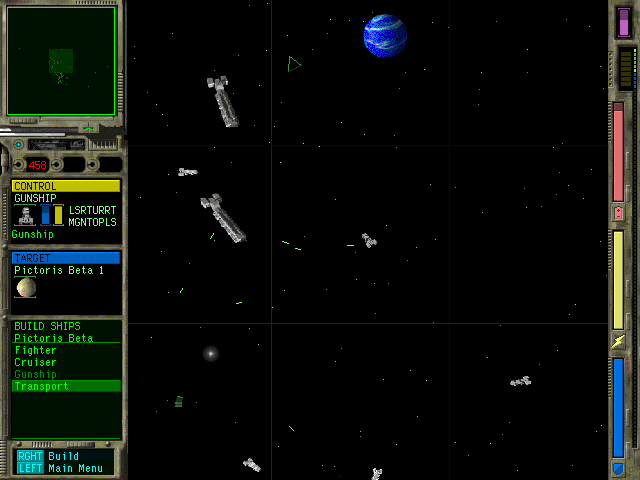 458
CONTROL
GUNSHIP
LSRTURRT
MGNTOPLS
Gunship
TARGET
Pictoris Beta 1
BUILD SHIPS
Pictoris Beta
Fighter
Cruiser
Gunship
Transport
RGHT Build
LEFT Main Menu